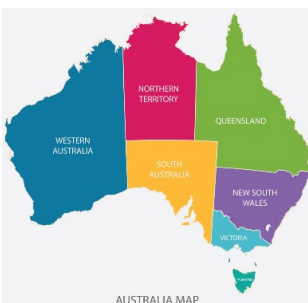 NORTHERN
TERRITORY
QUEENSLAND
WESTERN
AUSTRALIA
SOUTH
AUSTRALIA
NEW SOUTH
WALES
VICTORIA
AUSTRALIA MAP